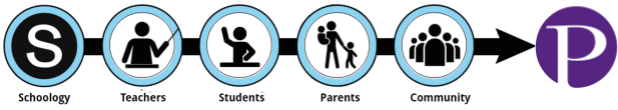 S
P
Schoology
Teachers
Students
Parents
Community